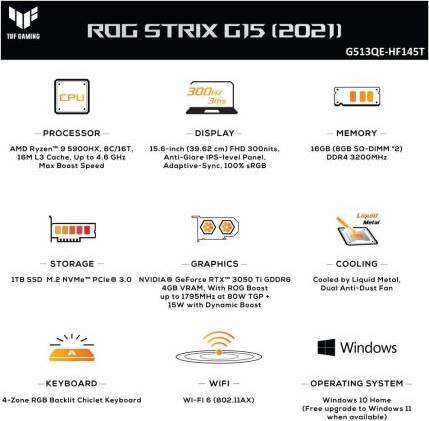 TUF GAMING
ROG STRIX G15 (2021)
G513QE-HF145T
CPU
300HZ
3ms
PROCESSOR
DISPLAY
MEMORY
AMD Ryzen™ 9 5900HX, 8C/16T,
16M L3 Cache, Up to 4.6 GHz
Max Boost Speed
15.6-inch (39.62 cm) FHD 300nits,
Anti-Glare IPS-level Panel,
Adaptive-Sync, 100% sRGB
16GB (8GB SO-DIMM *2)
DDR4 3200MHz
Liquid
Metal
STORAGE
GRAPHICS
COOLING
1TB SSD M.2 NVMe™ PCIe® 3.0
NVIDIA® GeForce RTX™ 3050 Ti GDDR6
4GB VRAM, With ROG Boost
up to 1795MHz at 80W TGP +
15W with Dynamic Boost
Cooled by Liquid Metal,
Dual Anti-Dust Fan
Windows
KEYBOARD
WIFI
OPERATING SYSTEM
4-Zone RGB Backlit Chiclet Keyboard
WI-FI 6 (802.11AX)
Windows 10 Home
(Free upgrade to Windows 11
when available)